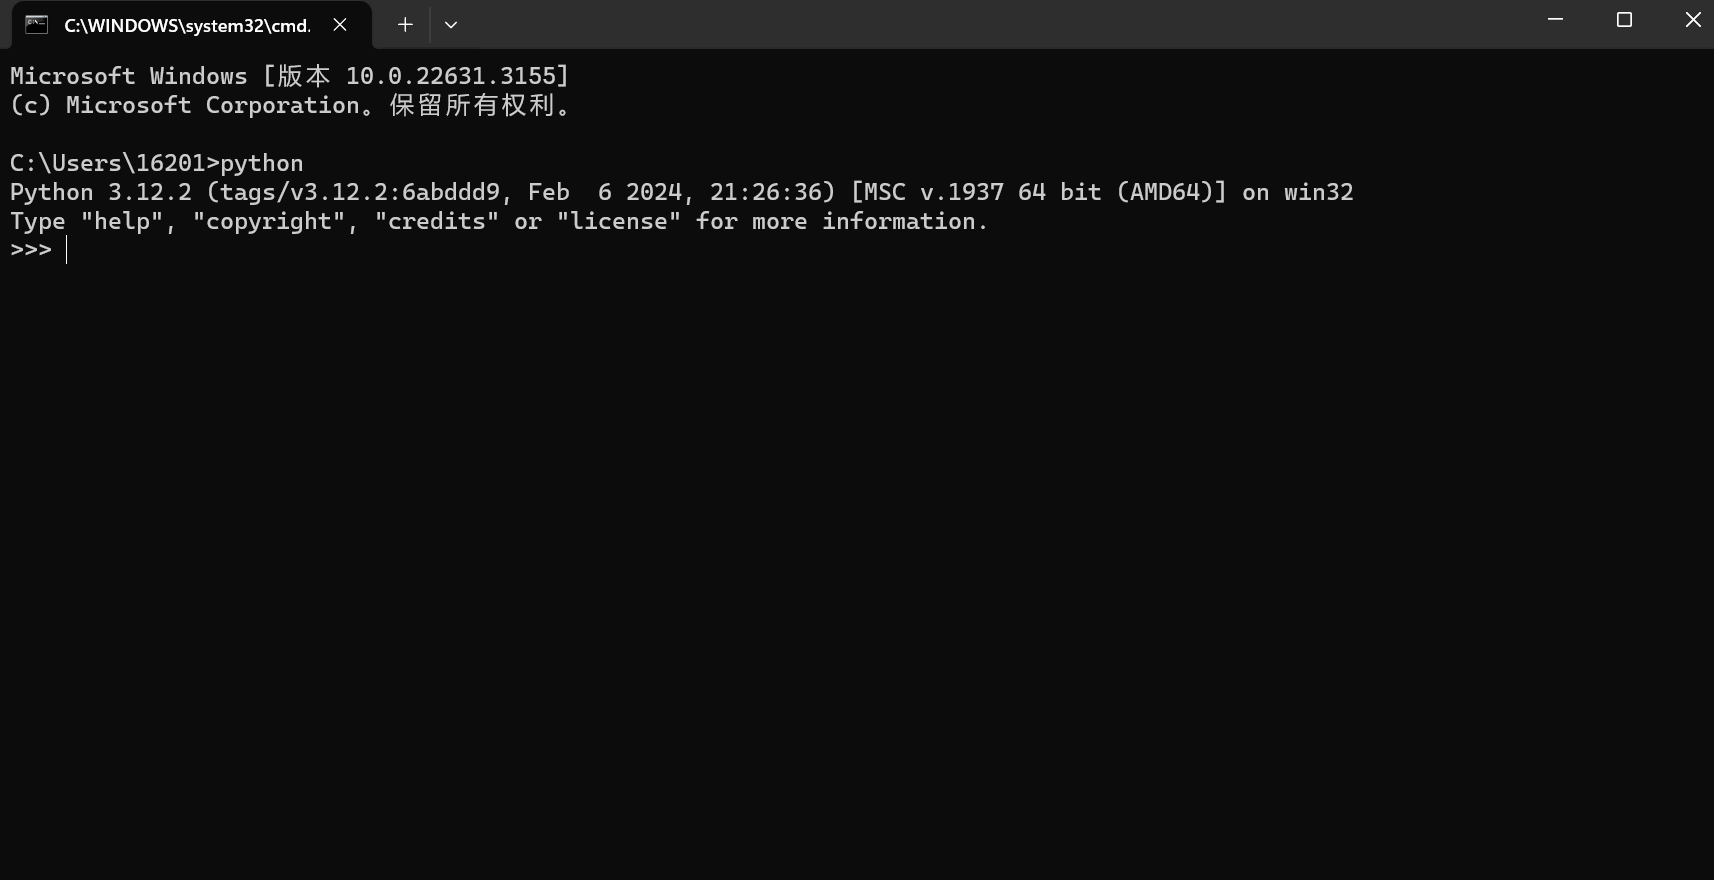 C:\WINDOWS\system32\cmd.
Microsoft Windows [版本 10.0.22631.3155]
(c) Microsoft Corporation。保留所有权利。
C:\Users\16201>python
Python 3.12.2 (tags/v3.12.2:6abddd9, Feb  6 2024, 21:26:36) [MSC v.1937 64 bit (AMD64)] on win32
Type "help", "copyright", "credits" or "license" for more information.
>>>